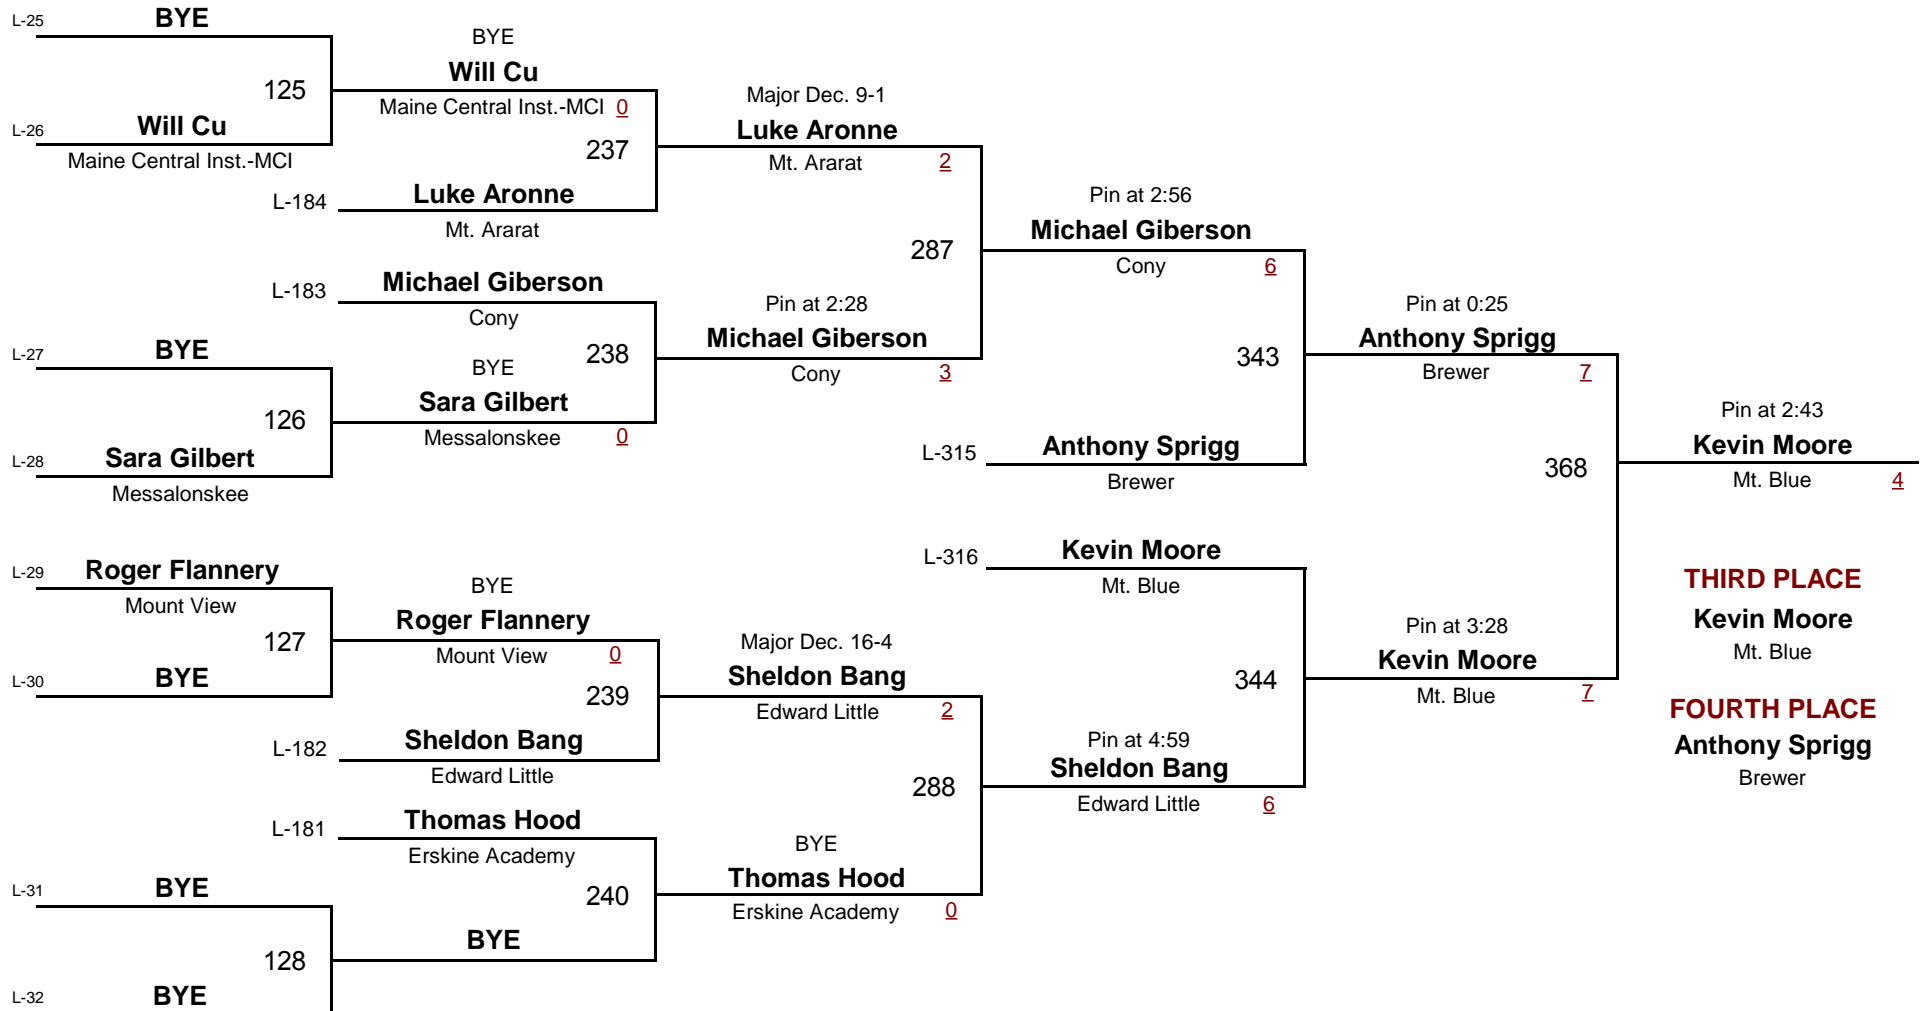 L-25 BYE
BYE
125 Will Cu
Maine Central Inst.-MCI 0
L-26 Will Cu
Maine Central Inst.-MCI
237
Major Dec. 9-1
Luke Aronne
Mt. Ararat 2
L-184 Luke Aronne
Mt. Ararat
287
Pin at 2:56
Michael Giberson
Cony 6
L-183 Michael Giberson
Cony
238
Pin at 2:28
Michael Giberson
Cony 3
L-27 BYE
BYE
126 Sara Gilbert
Messalonskee 0
L-28 Sara Gilbert
Messalonskee
343
Pin at 0:25
Anthony Sprigg
Brewer 7
L-315 Anthony Sprigg
Brewer
368
Pin at 2:43
Kevin Moore
Mt. Blue 4
L-316 Kevin Moore
Mt. Blue
L-29 Roger Flannery
Mount View
BYE
127 Roger Flannery
Mount View 0
L-30 BYE
239
Major Dec. 16-4
Sheldon Bang
Edward Little 2
L-182 Sheldon Bang
Edward Little
344
Pin at 3:28
Kevin Moore
Mt. Blue 7
288
Pin at 4:59
Sheldon Bang
Edward Little 6
L-181 Thomas Hood
Erskine Academy
240
BYE
Thomas Hood
Erskine Academy 0
L-31 BYE
128 BYE
L-32 BYE
THIRD PLACE
Kevin Moore
Mt. Blue
FOURTH PLACE
Anthony Sprigg
Brewer